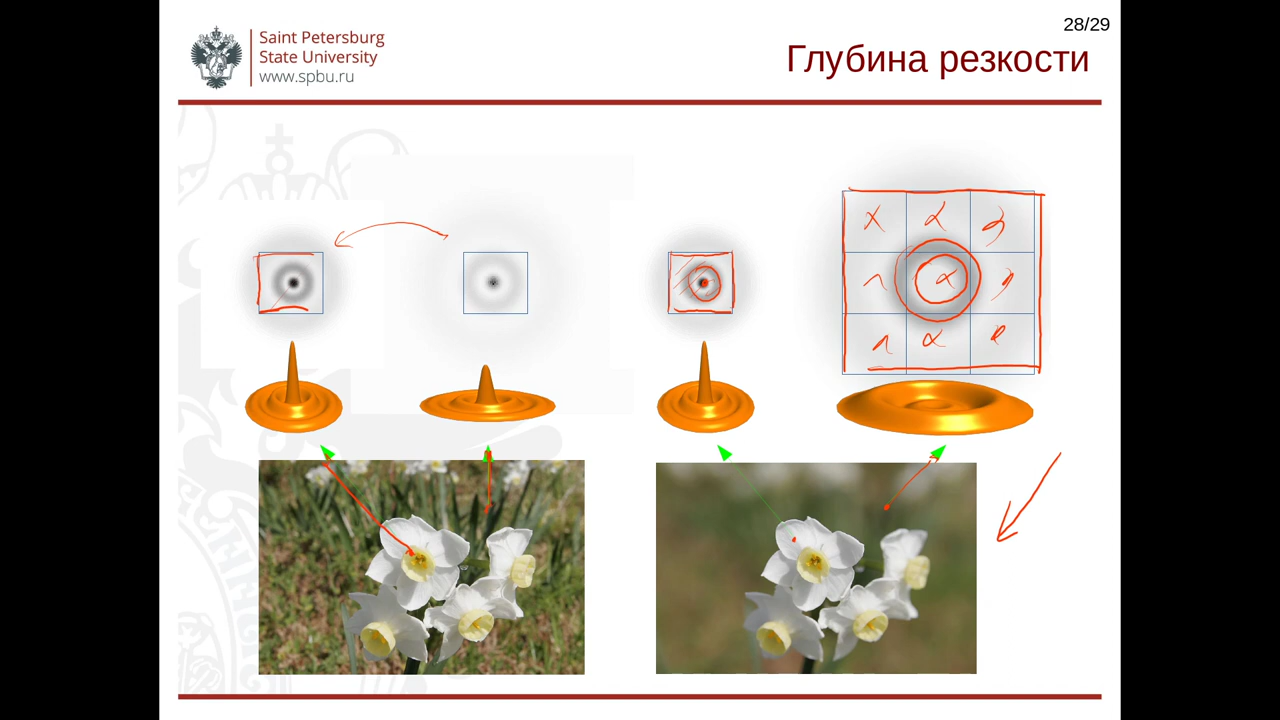 28/29
Saint Petersburg
State University
www.spbu.ru
Глубина резкости